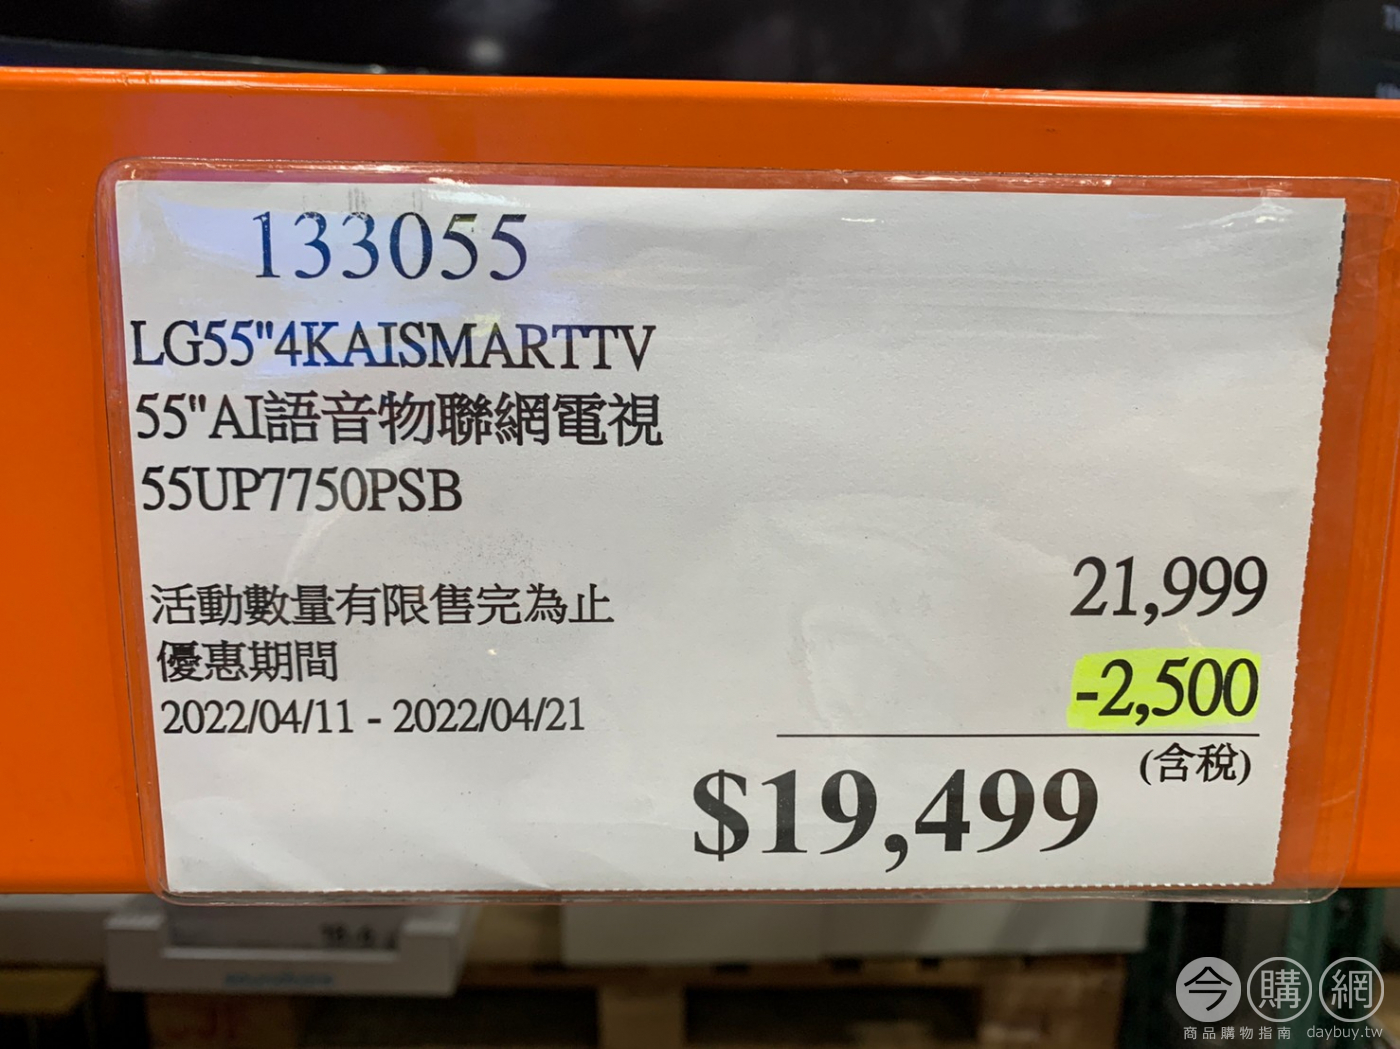 133055
LG55"4KAISMARTTV
55"AI語音物聯網電視
55UP7750PSB
活動數量有限售完為止
優惠期間
2022/04/11 - 2022/04/21
21,999
-2,500
(含稅)
$19,499
今購網
商品購物指南 daybuy.tw